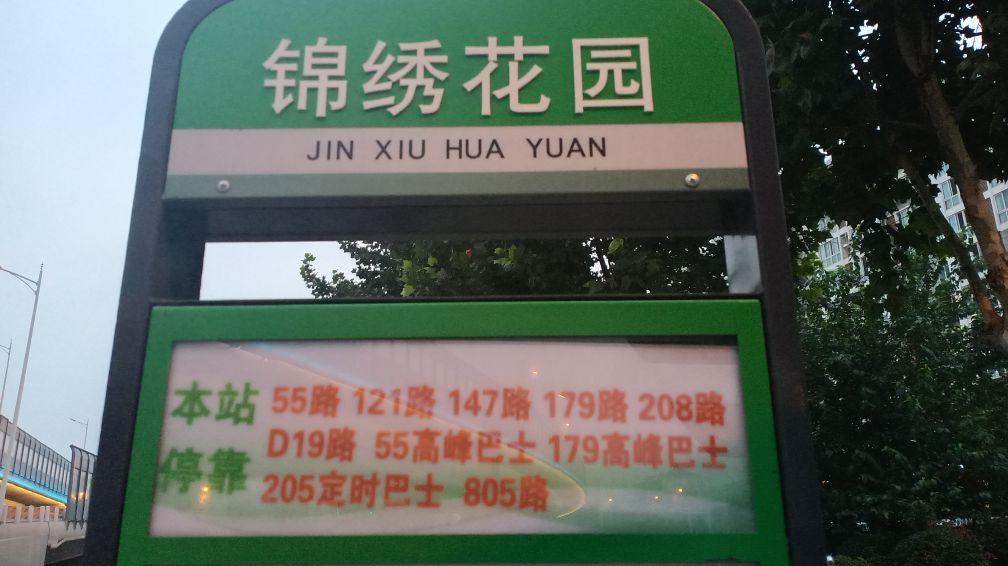 锦绣花园
JIN XIU HUA YUAN
本站 55路 121路 147路 179路 208路
停靠 D19路 55高峰巴士 179高峰巴士
205定时巴士 805路